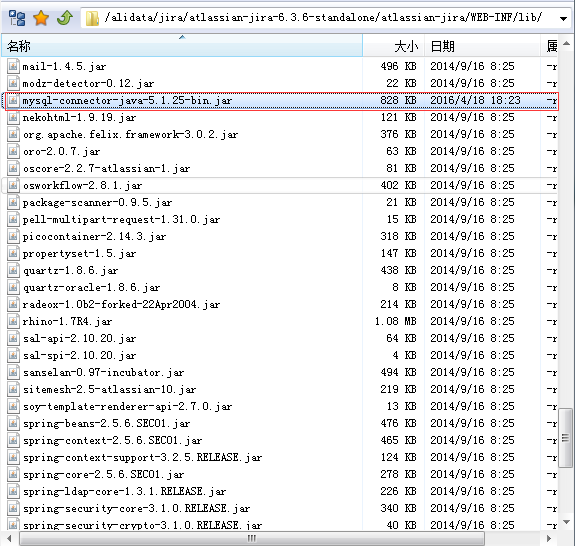 /alidata/jira/atlassian-jira-6.3.6-standalone/atlassian-jira/WEB-INF/lib/
名称 大小 日期 属
mail-1.4.5.jar 496 KB 2014/9/16 8:25 -r
modz-detector-0.12.jar 22 KB 2014/9/16 8:25 -r
mysql-connector-java-5.1.25-bin.jar 828 KB 2016/4/18 18:23 -r
nekohtml-1.9.19.jar 121 KB 2014/9/16 8:25 -r
org.apache.felix.framework-3.0.2.jar 376 KB 2014/9/16 8:25 -r
oro-2.0.7.jar 63 KB 2014/9/16 8:25 -r
oscore-2.2.7-atlassian-1.jar 81 KB 2014/9/16 8:25 -r
osworkflow-2.8.1.jar 402 KB 2014/9/16 8:25 -r
package-scanner-0.9.5.jar 21 KB 2014/9/16 8:25 -r
pell-multipart-request-1.31.0.jar 15 KB 2014/9/16 8:25 -r
picocontainer-2.14.3.jar 318 KB 2014/9/16 8:25 -r
propertyset-1.5.jar 147 KB 2014/9/16 8:25 -r
quartz-1.8.6.jar 438 KB 2014/9/16 8:25 -r
quartz-oracle-1.8.6.jar 8 KB 2014/9/16 8:25 -r
radeox-1.0b2-forked-22Apr2004.jar 214 KB 2014/9/16 8:25 -r
rhino-1.7R4.jar 1.08 MB 2014/9/16 8:25 -r
sal-api-2.10.20.jar 64 KB 2014/9/16 8:25 -r
sal-spi-2.10.20.jar 4 KB 2014/9/16 8:25 -r
sanselan-0.97-incubator.jar 494 KB 2014/9/16 8:25 -r
sitemesh-2.5-atlassian-10.jar 219 KB 2014/9/16 8:25 -r
soy-template-renderer-api-2.7.0.jar 13 KB 2014/9/16 8:25 -r
spring-beans-2.5.6.SEC01.jar 476 KB 2014/9/16 8:25 -r
spring-context-2.5.6.SEC01.jar 465 KB 2014/9/16 8:25 -r
spring-context-support-3.2.5.RELEASE.jar 124 KB 2014/9/16 8:25 -r
spring-core-2.5.6.SEC01.jar 278 KB 2014/9/16 8:25 -r
spring-ldap-core-1.3.1.RELEASE.jar 226 KB 2014/9/16 8:25 -r
spring-security-core-3.1.0.RELEASE.jar 340 KB 2014/9/16 8:25 -r
spring-security-crypto-3.1.0.RELEASE.jar 40 KB 2014/9/16 8:25 -r